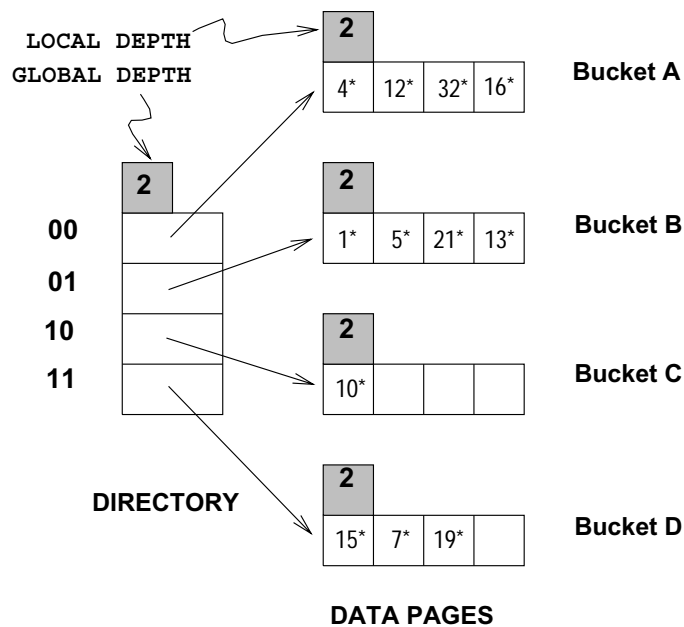 LOCAL DEPTH
GLOBAL DEPTH
2
4* 12* 32* 16*
Bucket A
2
00
01
10
11
2
1* 5* 21* 13*
Bucket B
2
10*
Bucket C
2
15* 7* 19*
Bucket D
DIRECTORY
DATA PAGES